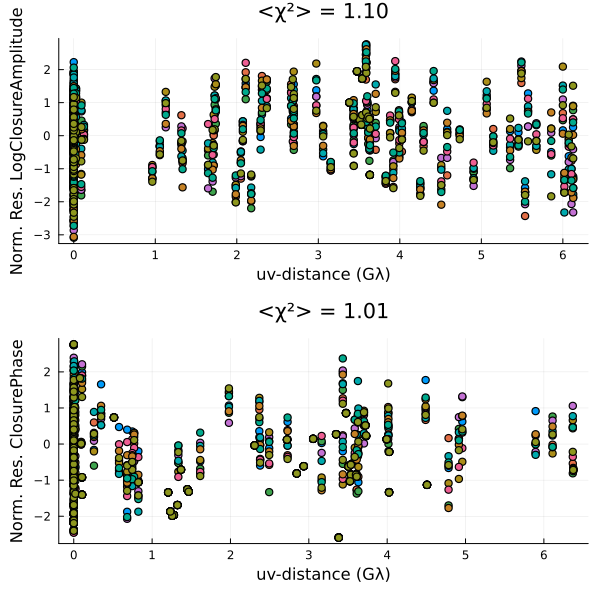 <χ²> = 1.10
Norm. Res. LogClosureAmplitude
2
1
0
−1
−2
−3
0 1 2 3 4 5 6
uv-distance (Gλ)
<χ²> = 1.01
Norm. Res. ClosurePhase
2
1
0
−1
−2
0 1 2 3 4 5 6
uv-distance (Gλ)